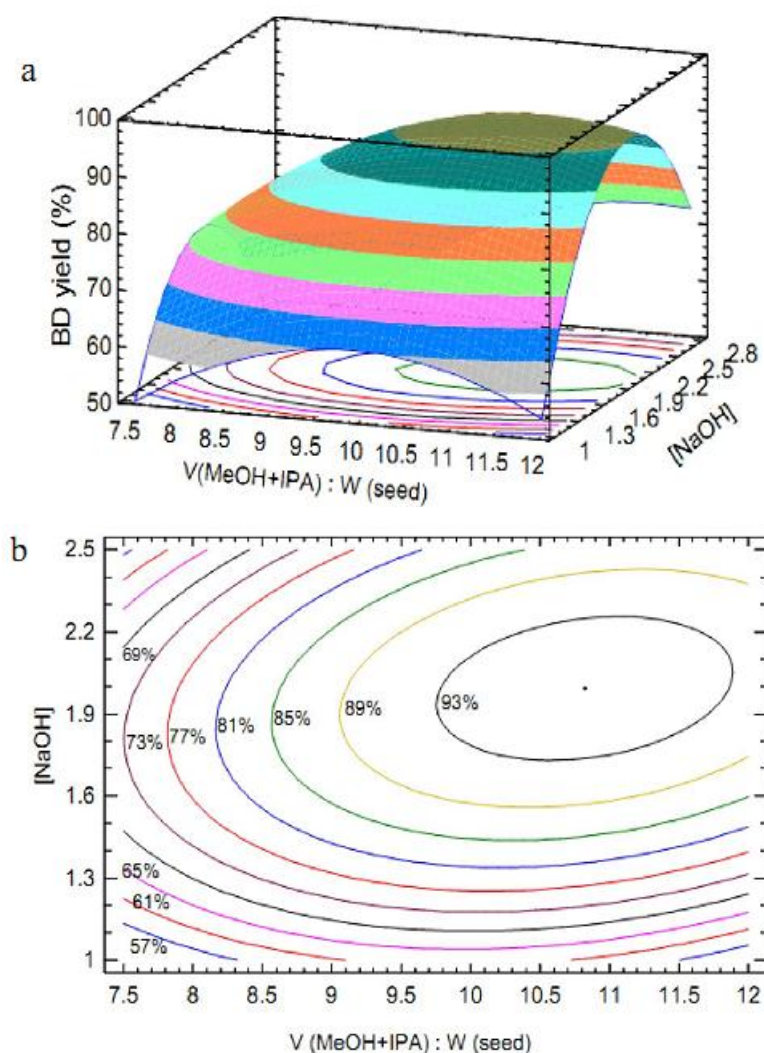 a
100
90
80
70
60
50
BD yield (%)
7.5 8 8.5 9 9.5 10 10.5 11 11.5 12
V(MeOH+IPA) : W (seed)
1 1.3 1.6 1.9 2.2 2.5 2.8
[NaOH]
b
2.5
2.2
1.9
1.6
1.3
1
[NaOH]
69%
73% 77% 81% 85% 89% 93%
65%
61%
57%
7.5 8 8.5 9 9.5 10 10.5 11 11.5 12
V (MeOH+IPA) : W (seed)